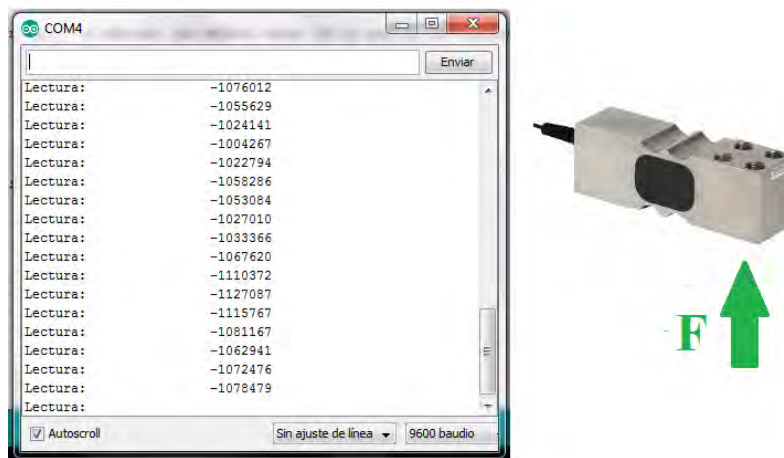 COM4
Enviar
Lectura: -1076012
Lectura: -1055629
Lectura: -1024141
Lectura: -1004267
Lectura: -1022794
Lectura: -1058286
Lectura: -1053084
Lectura: -1027010
Lectura: -1033366
Lectura: -1067620
Lectura: -1110372
Lectura: -1127087
Lectura: -1115767
Lectura: -1081167
Lectura: -1062941
Lectura: -1072476
Lectura: -1078479
Lectura:
Autoscroll
Sin ajuste de línea
9600 baudio
F